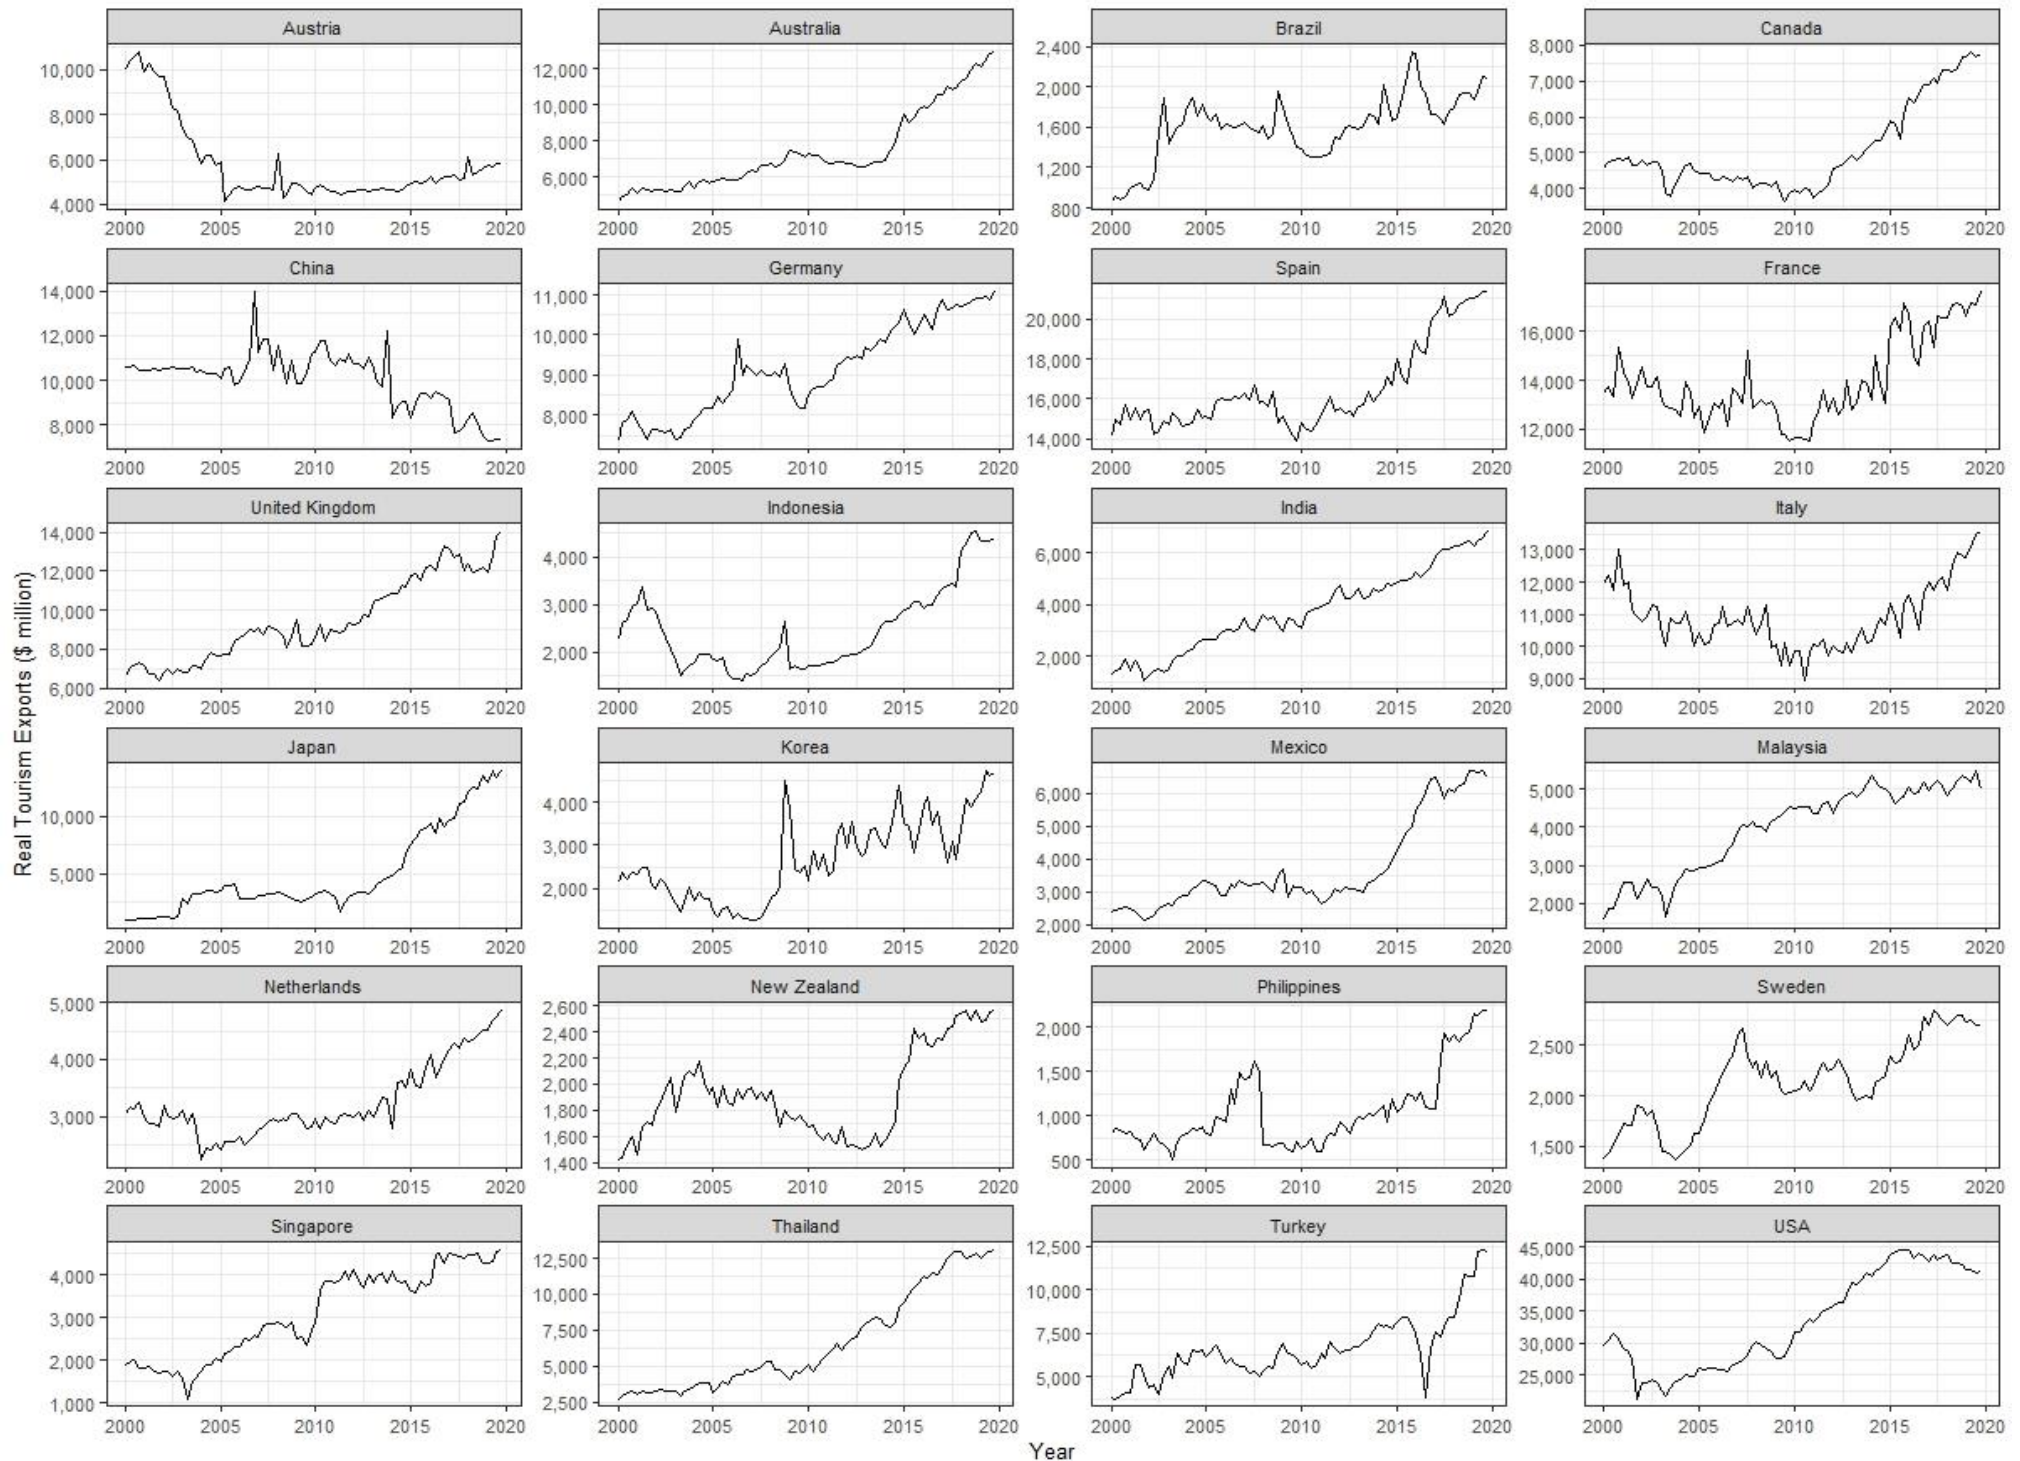 Austria
10,000
8,000
6,000
4,000
2000 2005 2010 2015 2020
Australia
12,000
10,000
8,000
6,000
2000 2005 2010 2015 2020
Brazil
2,400
2,000
1,600
1,200
800
2000 2005 2010 2015 2020
Canada
8,000
7,000
6,000
5,000
4,000
2000 2005 2010 2015 2020
China
14,000
12,000
10,000
8,000
2000 2005 2010 2015 2020
Germany
11,000
10,000
9,000
8,000
2000 2005 2010 2015 2020
Spain
20,000
18,000
16,000
14,000
2000 2005 2010 2015 2020
France
16,000
14,000
12,000
2000 2005 2010 2015 2020
United Kingdom
14,000
12,000
10,000
8,000
6,000
2000 2005 2010 2015 2020
Indonesia
4,000
3,000
2,000
2000 2005 2010 2015 2020
India
6,000
4,000
2,000
2000 2005 2010 2015 2020
Italy
13,000
12,000
11,000
10,000
9,000
2000 2005 2010 2015 2020
Real Tourism Exports ($ million)
Japan
10,000
5,000
2000 2005 2010 2015 2020
Korea
4,000
3,000
2,000
2000 2005 2010 2015 2020
Mexico
6,000
5,000
4,000
3,000
2,000
2000 2005 2010 2015 2020
Malaysia
5,000
4,000
3,000
2,000
2000 2005 2010 2015 2020
Netherlands
5,000
4,000
3,000
2000 2005 2010 2015 2020
New Zealand
2,600
2,400
2,200
2,000
1,800
1,600
1,400
2000 2005 2010 2015 2020
Philippines
2,000
1,500
1,000
500
2000 2005 2010 2015 2020
Sweden
2,500
2,000
1,500
2000 2005 2010 2015 2020
Singapore
4,000
3,000
2,000
1,000
2000 2005 2010 2015 2020
Thailand
12,500
10,000
7,500
5,000
2,500
2000 2005 2010 2015 2020
Turkey
12,500
10,000
7,500
5,000
2000 2005 2010 2015 2020
USA
45,000
40,000
35,000
30,000
25,000
2000 2005 2010 2015 2020
Year